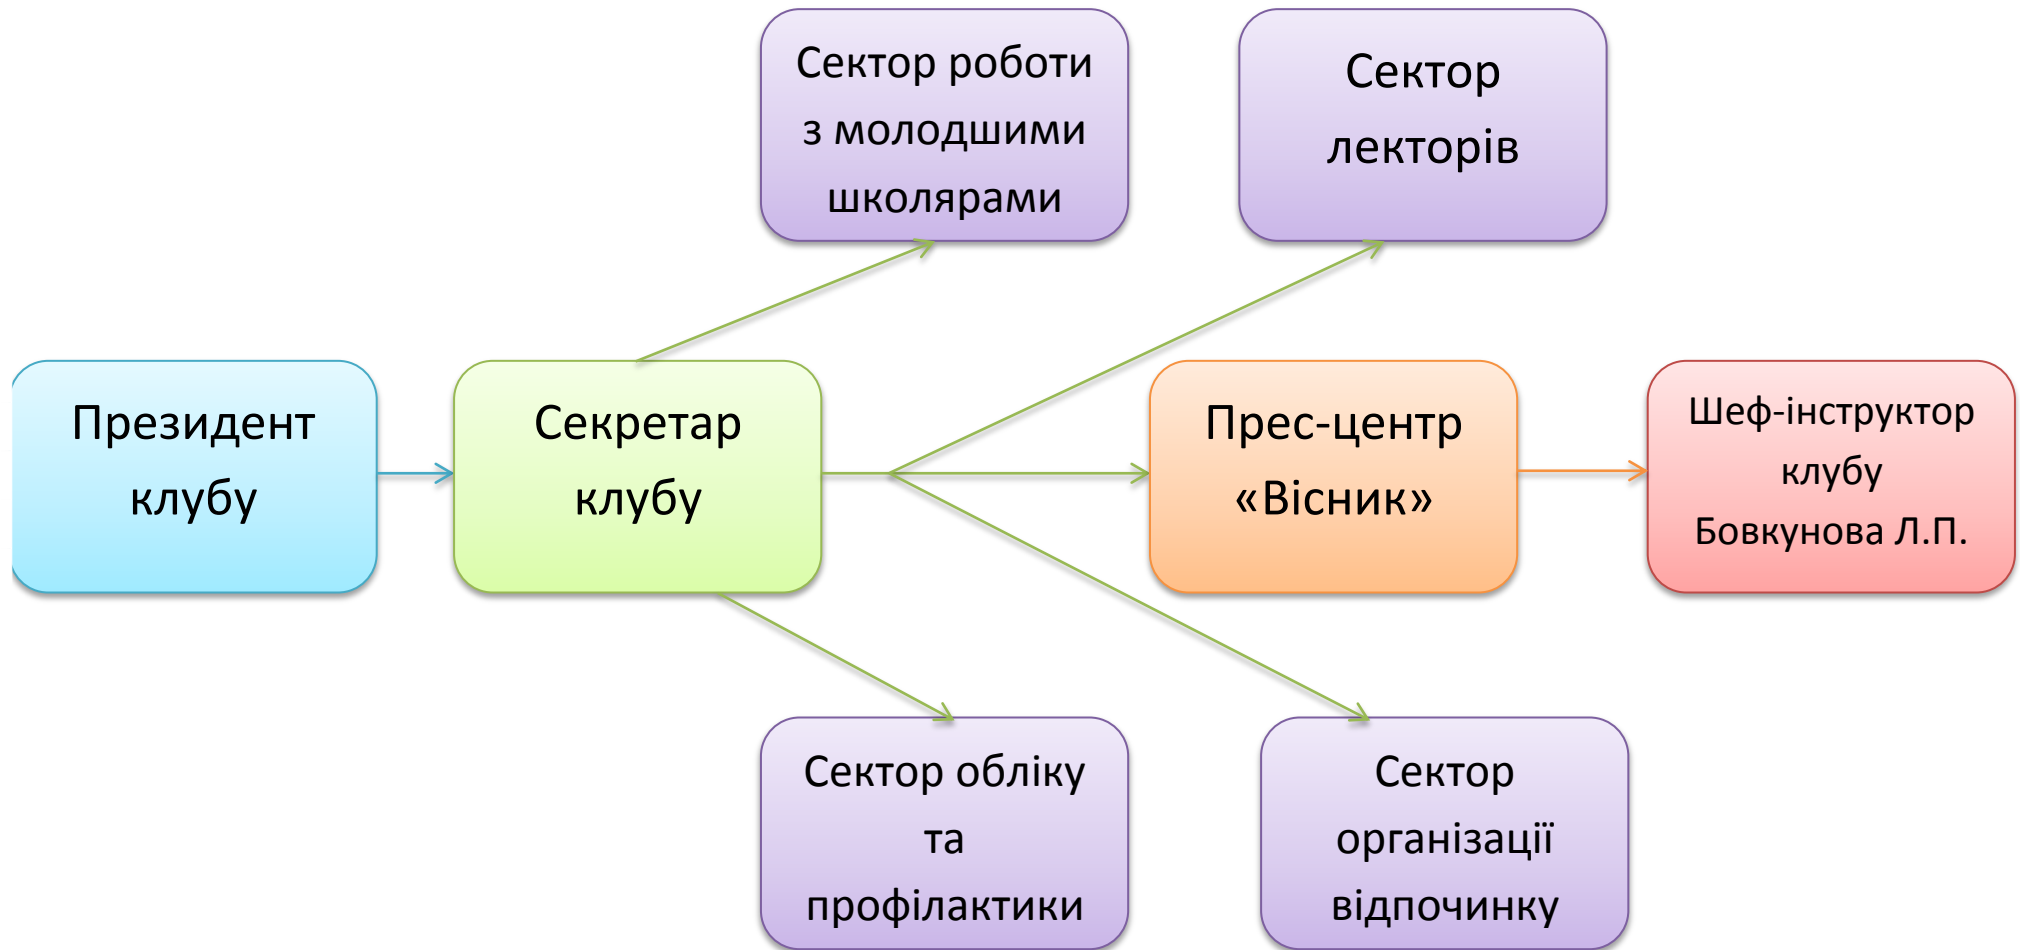 Сектор роботи
з молодшими
школярами
Сектор
лекторів
Президент
клубу
Секретар
клубу
Прес-центр
«Вісник»
Шеф-інструктор
клубу
Бовкунова Л.П.
Сектор обліку
та
профілактики
Сектор
організації
відпочинку